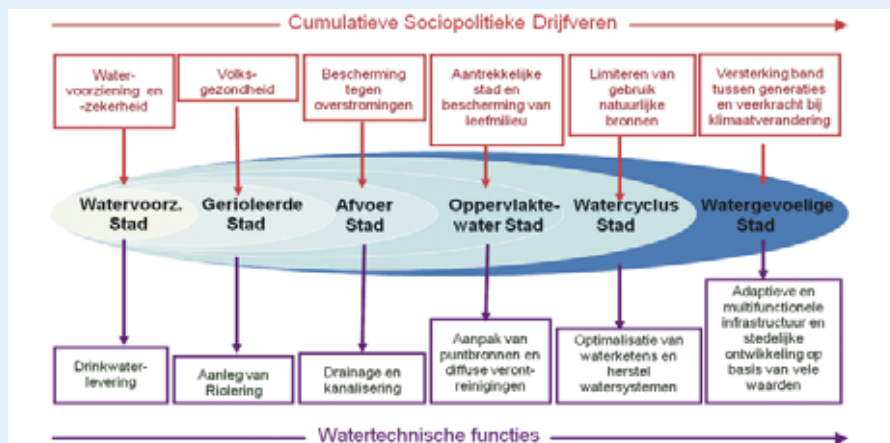 Cumulatieve Sociopolitieke Drijfveren
Water-
voorziening en
-zekerheid
Volks-
gezondheid
Bescherming
tegen
overstromingen
Aantrekkelijke
stad en
bescherming van
leefmilieu
Limiteren van
gebruik
natuurlijke
bronnen
Versterking band
tussen generaties
en veerkracht bij
klimaatverandering
Watervoorz.
Stad
Gerioleerde
Stad
Afvoer
Stad
Oppervlakte-
water Stad
Watercyclus
Stad
Watergevoelige
Stad
Drinkwater-
levering
Aanleg van
Riolering
Drainage en
kanalisering
Aanpak van
puntbronnen en
diffuse veront-
reinigingen
Optimalisatie van
waterketens en
herstel
watersystemen
Adaptieve en
multifunctionele
infrastructuur en
stedelijke
ontwikkeling op
basis van vele
waarden
Watertechnische functies